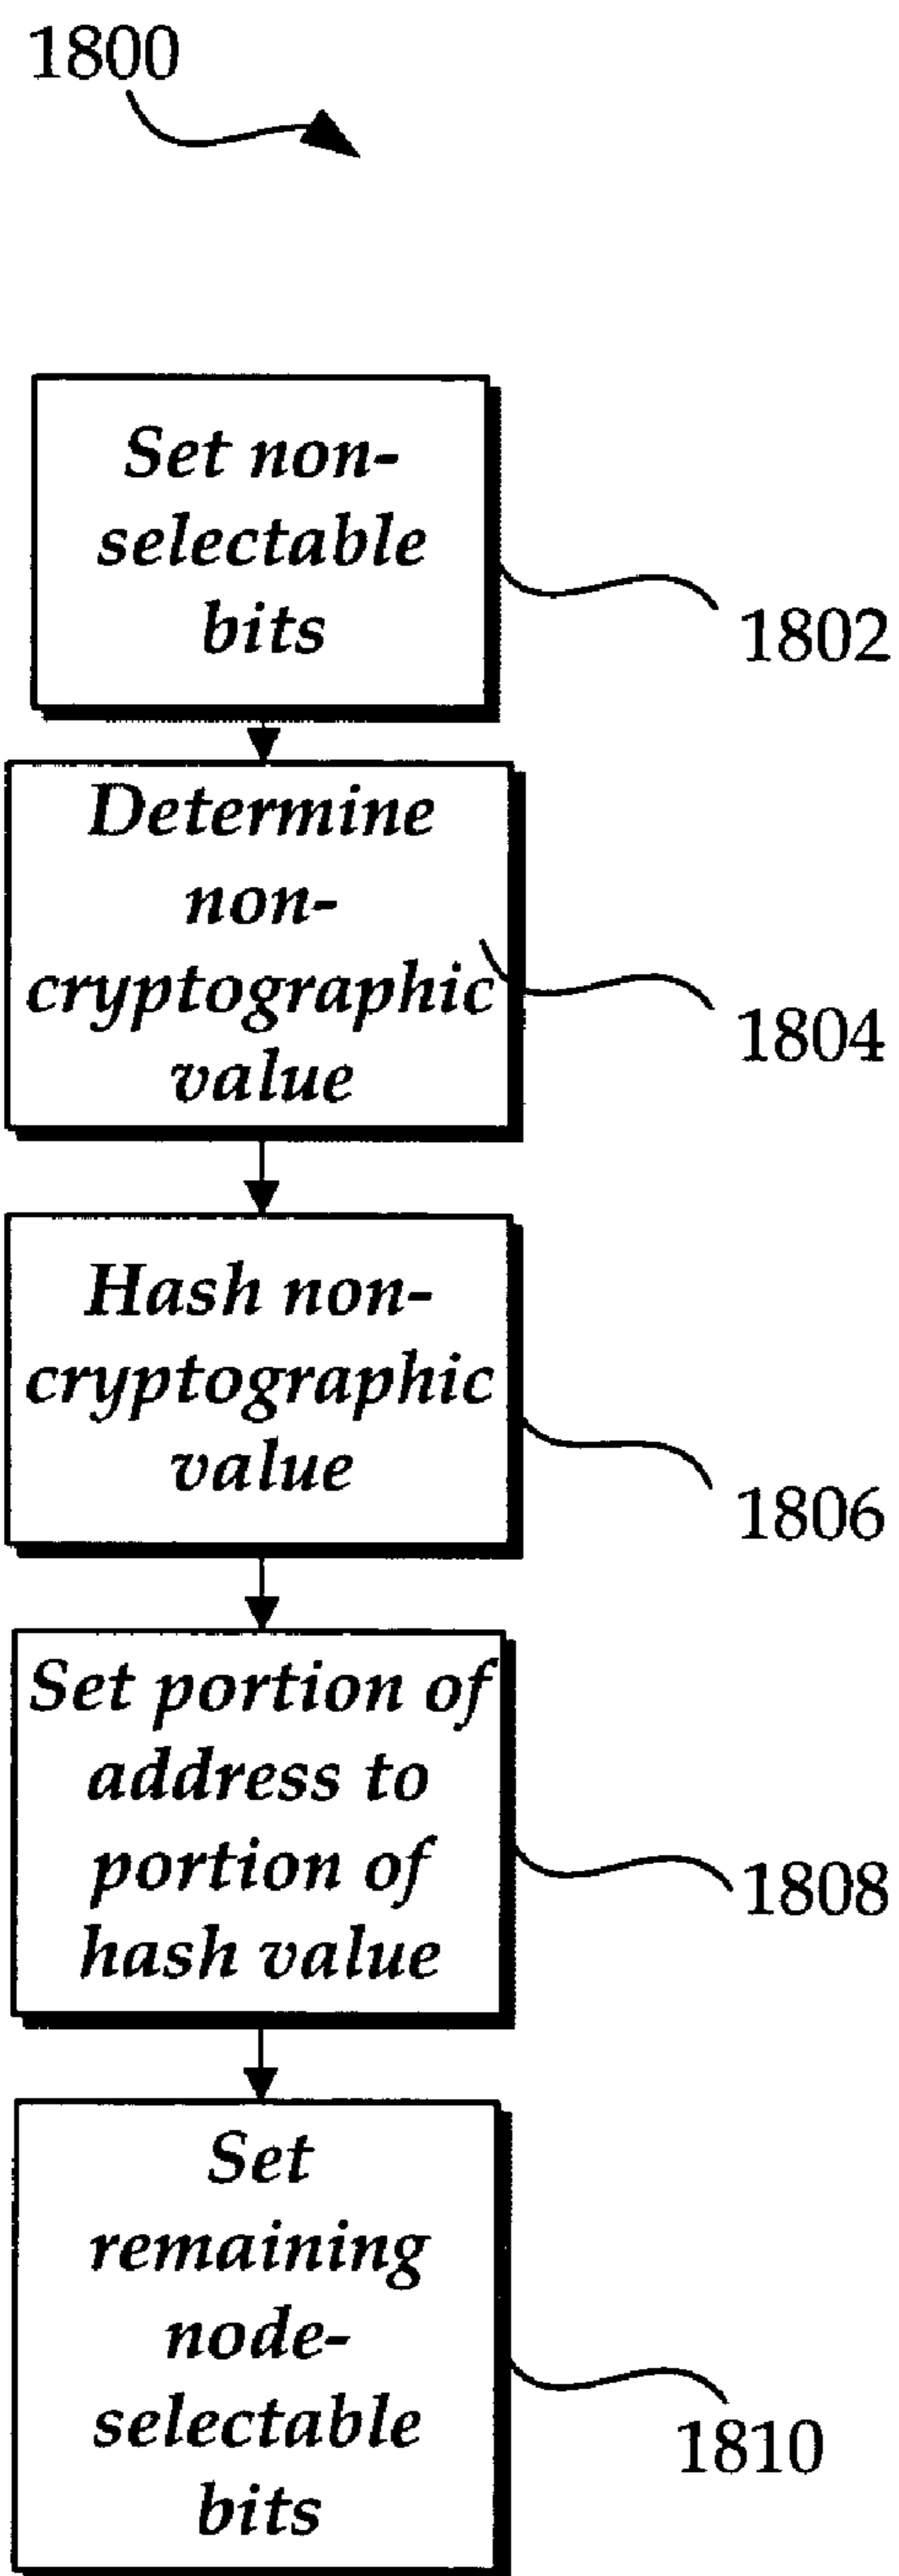 1800
Set non-
selectable
bits
1802
Determine
non-
cryptographic
value
1804
Hash non-
cryptographic
value
1806
Set portion of
address to
portion of
hash value
1808
Set
remaining
node-
selectable
bits
1810